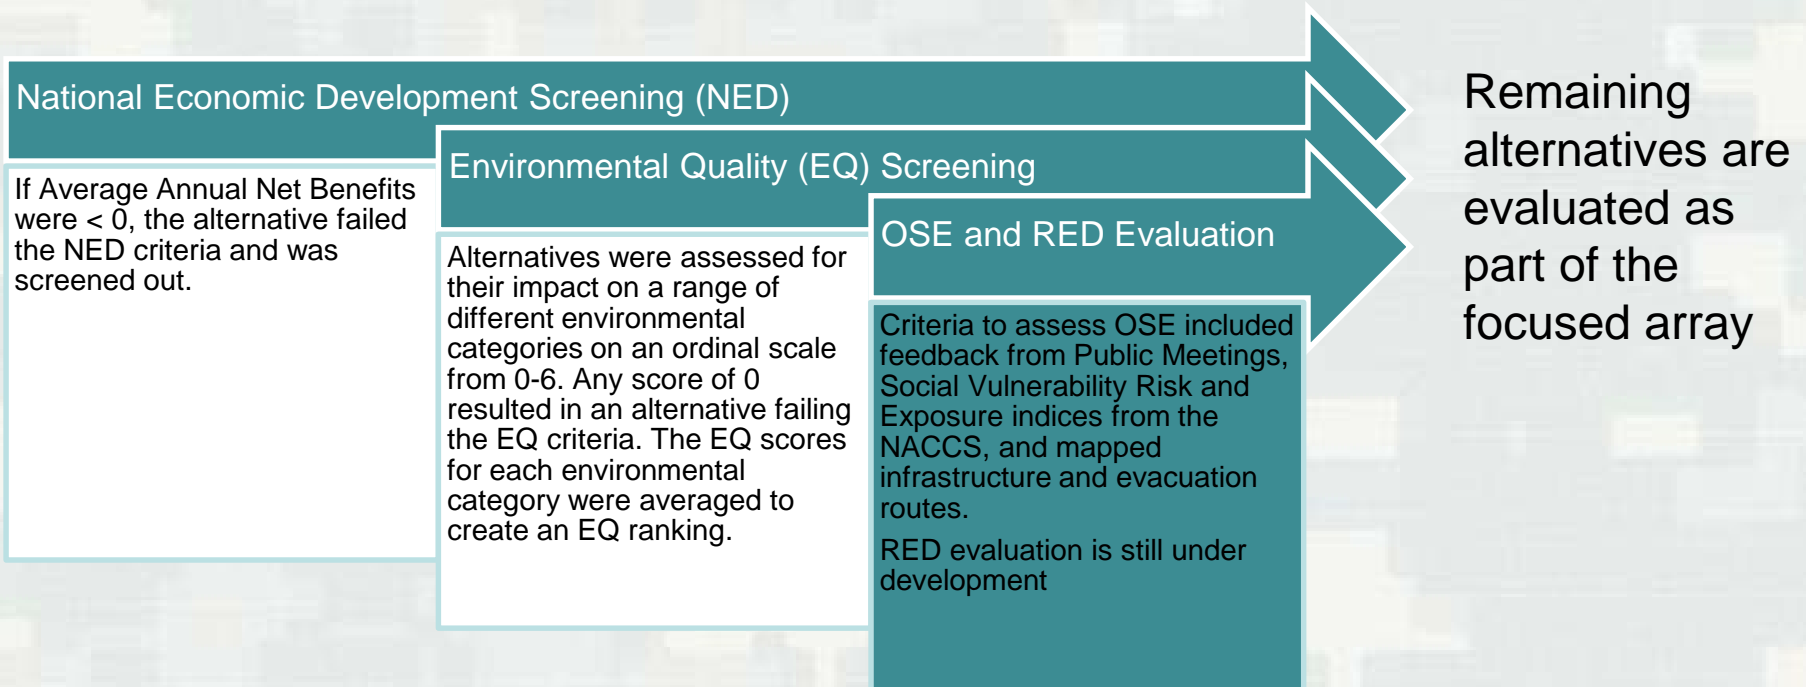 National Economic Development Screening (NED)
If Average Annual Net Benefits
were < 0, the alternative failed
the NED criteria and was
screened out.
Environmental Quality (EQ) Screening
Alternatives were assessed for
their impact on a range of
different environmental
categories on an ordinal scale
from 0-6. Any score of 0
resulted in an alternative failing
the EQ criteria. The EQ scores
for each environmental
category were averaged to
create an EQ ranking.
OSE and RED Evaluation
Criteria to assess OSE included
feedback from Public Meetings,
Social Vulnerability Risk and
Exposure indices from the
NACCS, and mapped
infrastructure and evacuation
routes.
RED evaluation is still under
development
Remaining
alternatives are
evaluated as
part of the
focused array